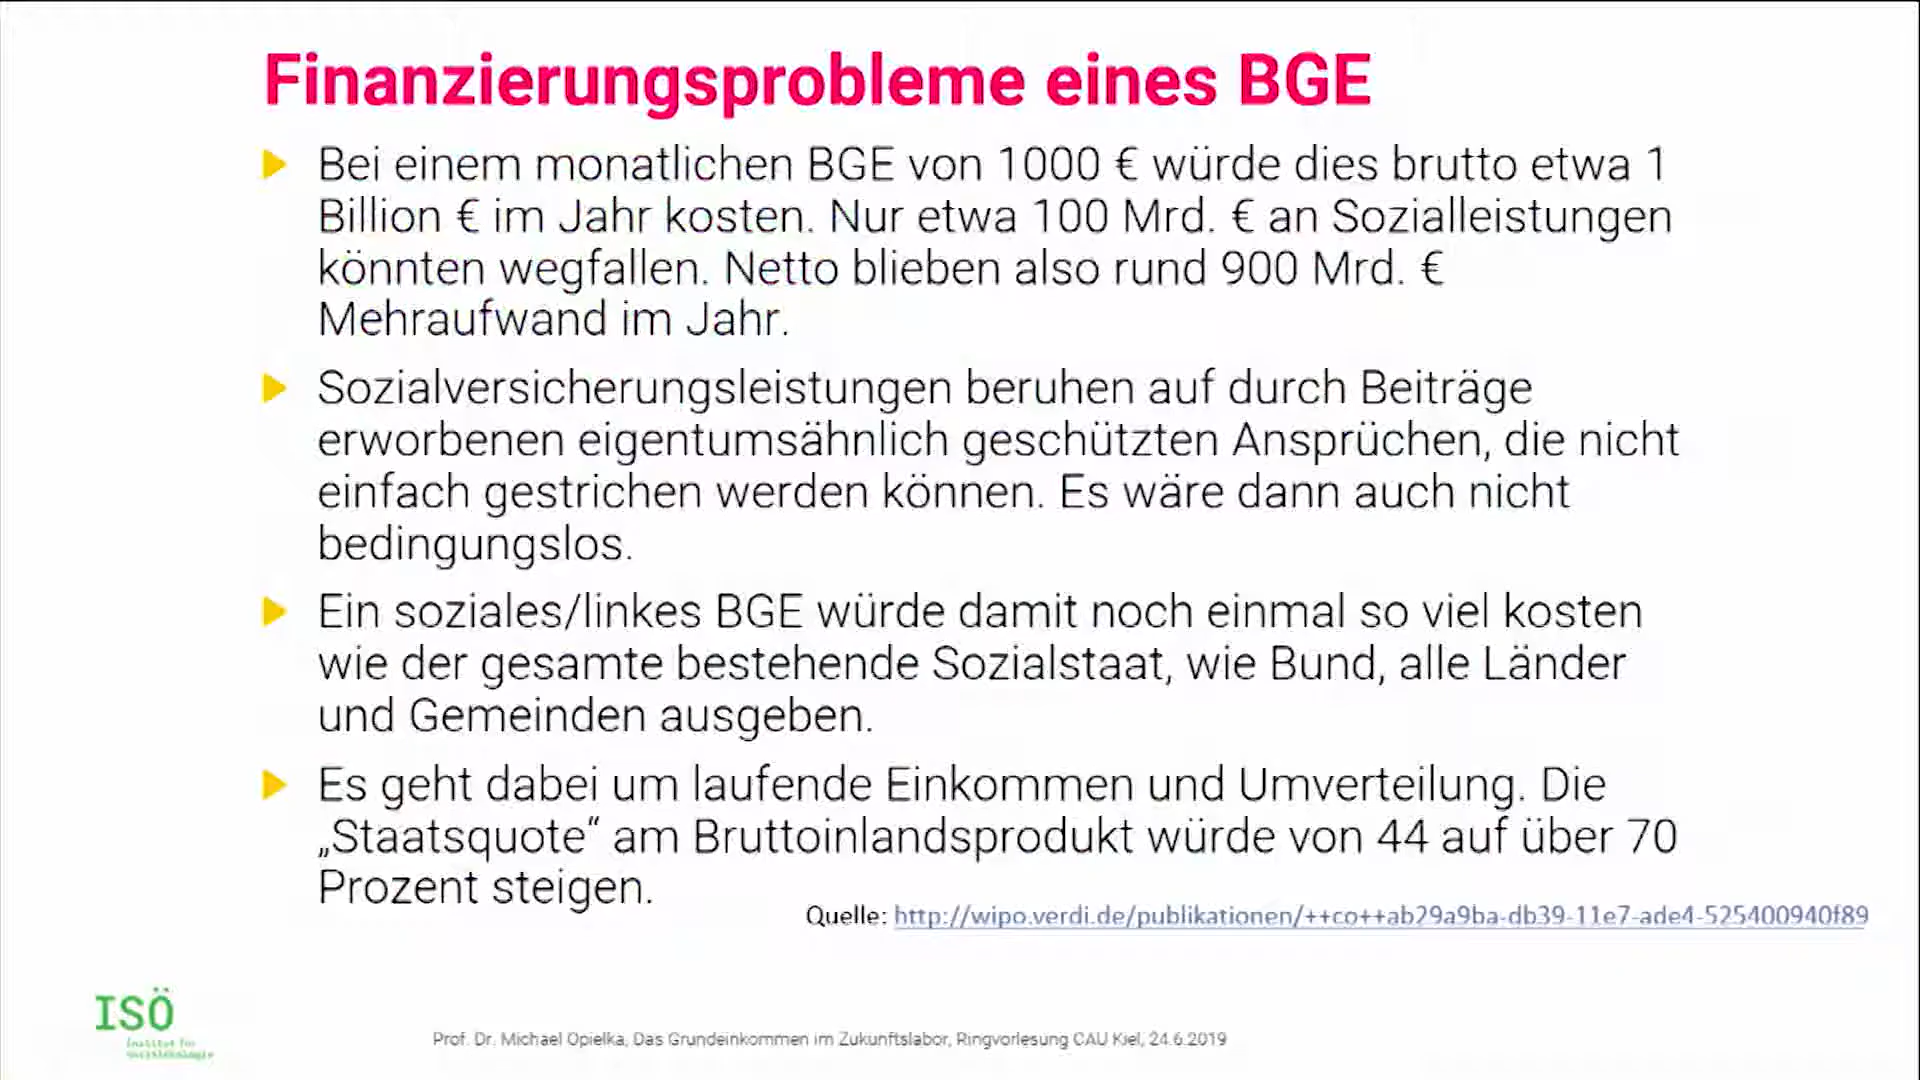 Finanzierungsprobleme eines BGE
Bei einem monatlichen BGE von 1000 € würde dies brutto etwa 1
Billion € im Jahr kosten. Nur etwa 100 Mrd. € an Sozialleistungen
könnten wegfallen. Netto blieben also rund 900 Mrd. €
Mehraufwand im Jahr.
Sozialversicherungsleistungen beruhen auf durch Beiträge
erworbenen eigentumsähnlich geschützten Ansprüchen, die nicht
einfach gestrichen werden können. Es wäre dann auch nicht
bedingungslos.
Ein soziales/linkes BGE würde damit noch einmal so viel kosten
wie der gesamte bestehende Sozialstaat, wie Bund, alle Länder
und Gemeinden ausgeben.
Es geht dabei um laufende Einkommen und Umverteilung. Die
„Staatsquote“ am Bruttoinlandsprodukt würde von 44 auf über 70
Prozent steigen.
Quelle: http://wipo.verdi.de/publikationen/++co++ab29a9ba-db39-11e7-ade4-525400940f89
ISÖ
Institut für
Sozialökologie
Prof. Dr. Michael Opielka, Das Grundeinkommen im Zukunftslabor, Ringvorlesung CAU Kiel, 24.6.2019